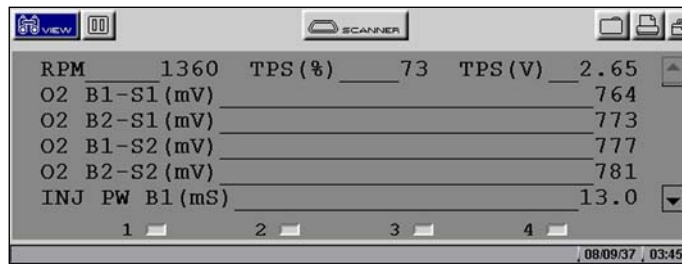 VIEW SCANNER
RPM 1360 TPS(%) 73 TPS(V) 2.65
O2 B1-S1(mV) 764
O2 B2-S1(mV) 773
O2 B1-S2(mV) 777
O2 B2-S2(mV) 781
INJ PW B1(mS) 13.0
1 2 3 4
08/09/37 03:45